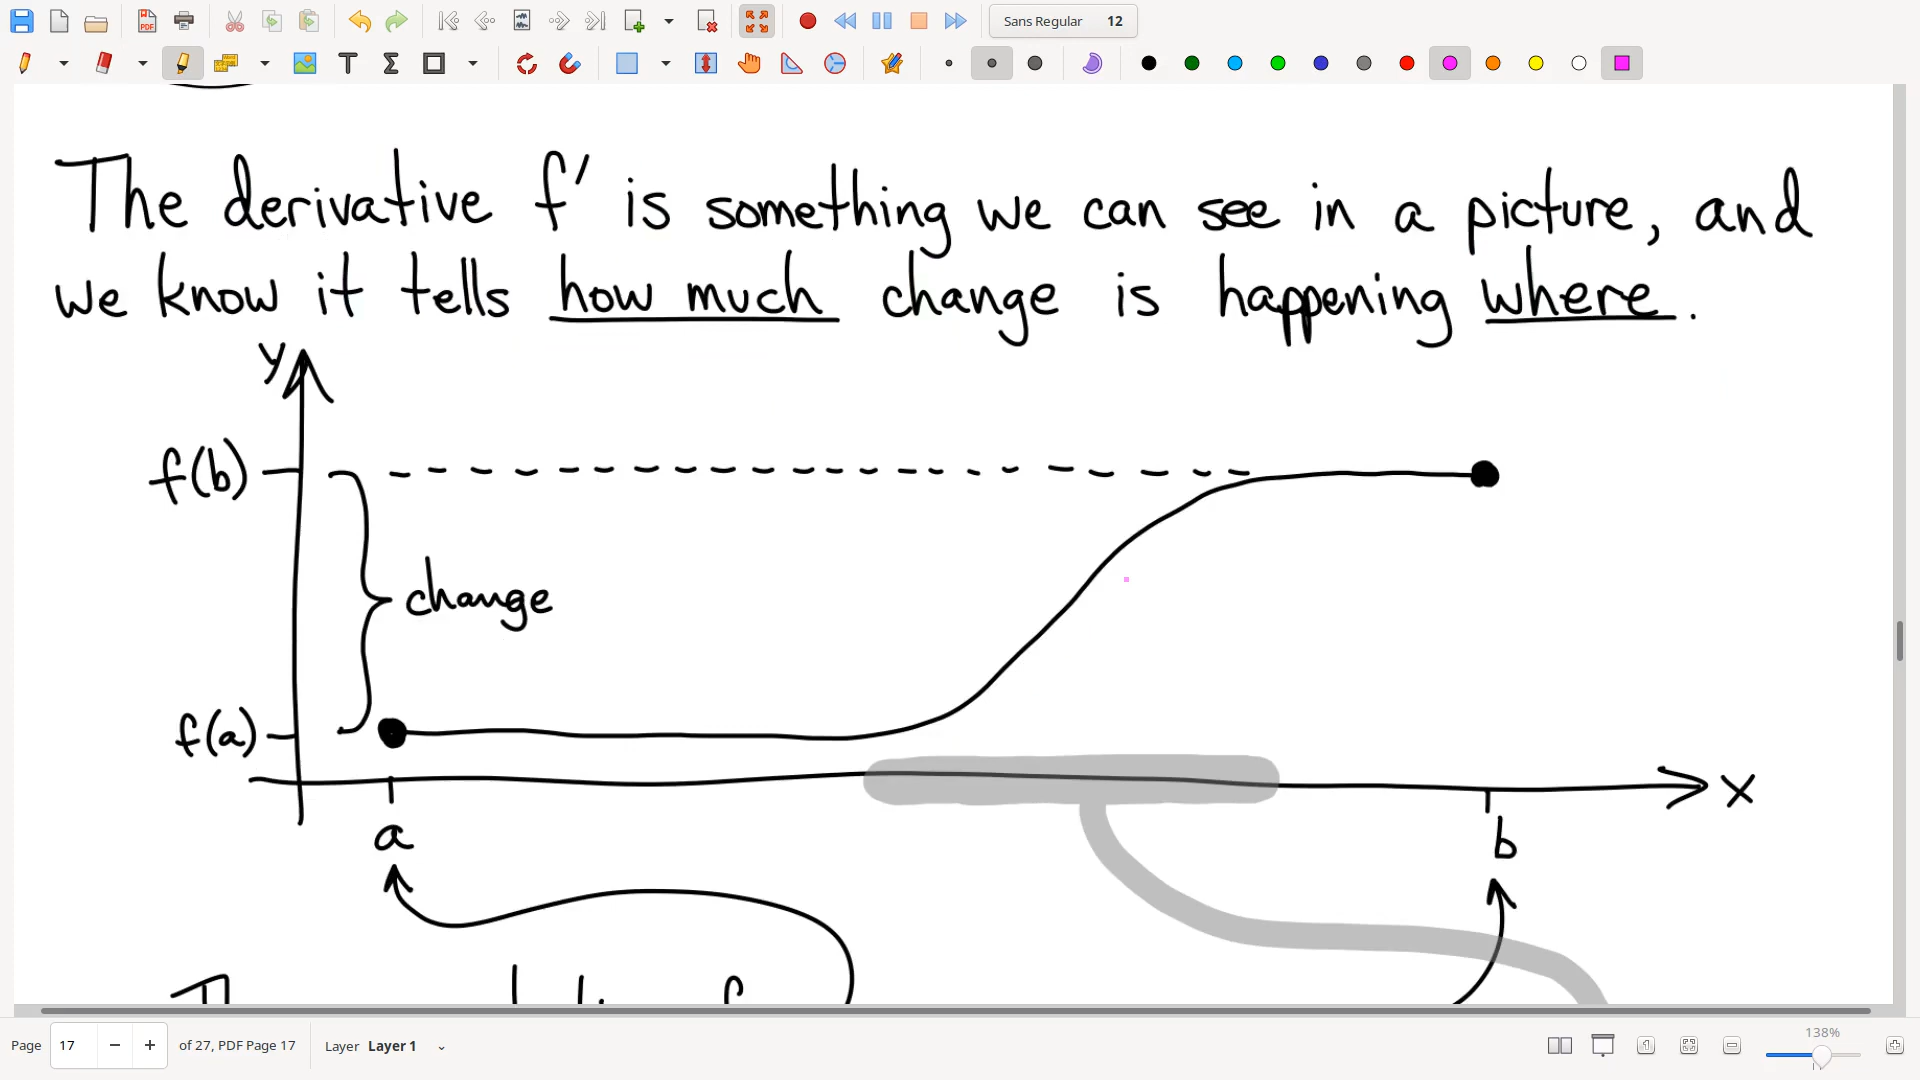 Sans Regular 12
The derivative f' is something we can see in a picture, and
we know it tells how much change is happening where.
y
f(b)
change
f(a)
x
a
b
Page 17 of 27, PDF Page 17 Layer Layer 1
138%